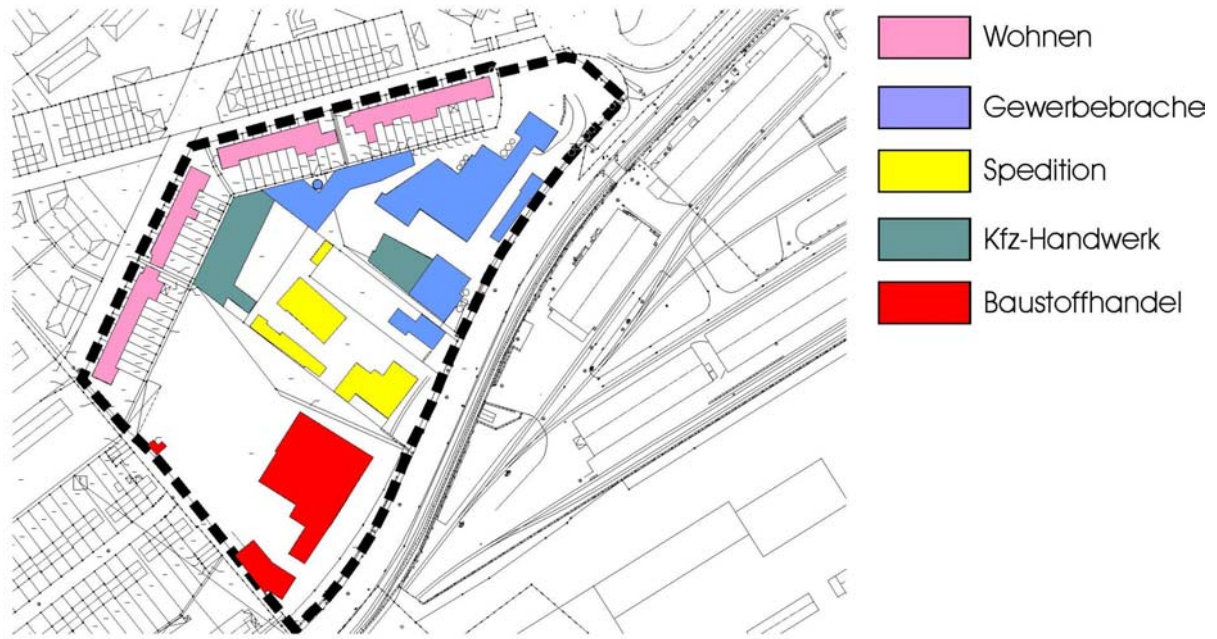 Wohnen
Gewerbebrache
Spedition
Kfz-Handwerk
Baustoffhandel